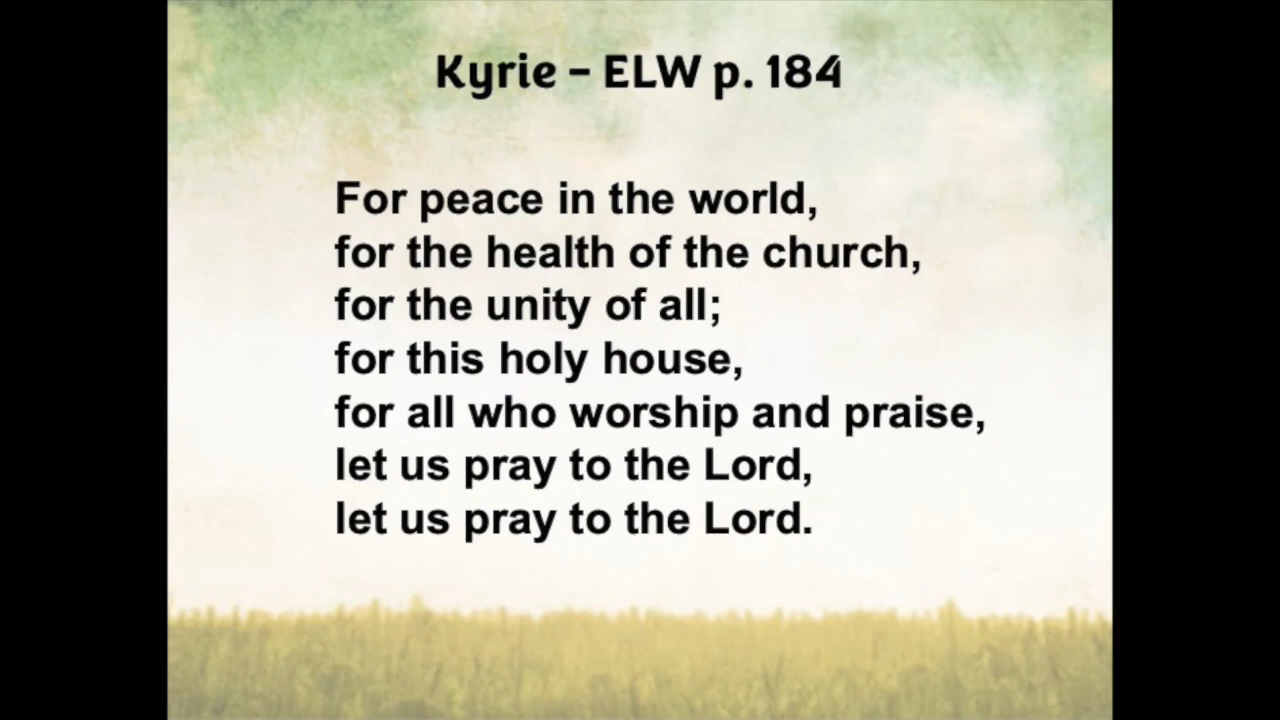 Kyrie – ELW p. 184
For peace in the world,
for the health of the church,
for the unity of all;
for this holy house,
for all who worship and praise,
let us pray to the Lord,
let us pray to the Lord.